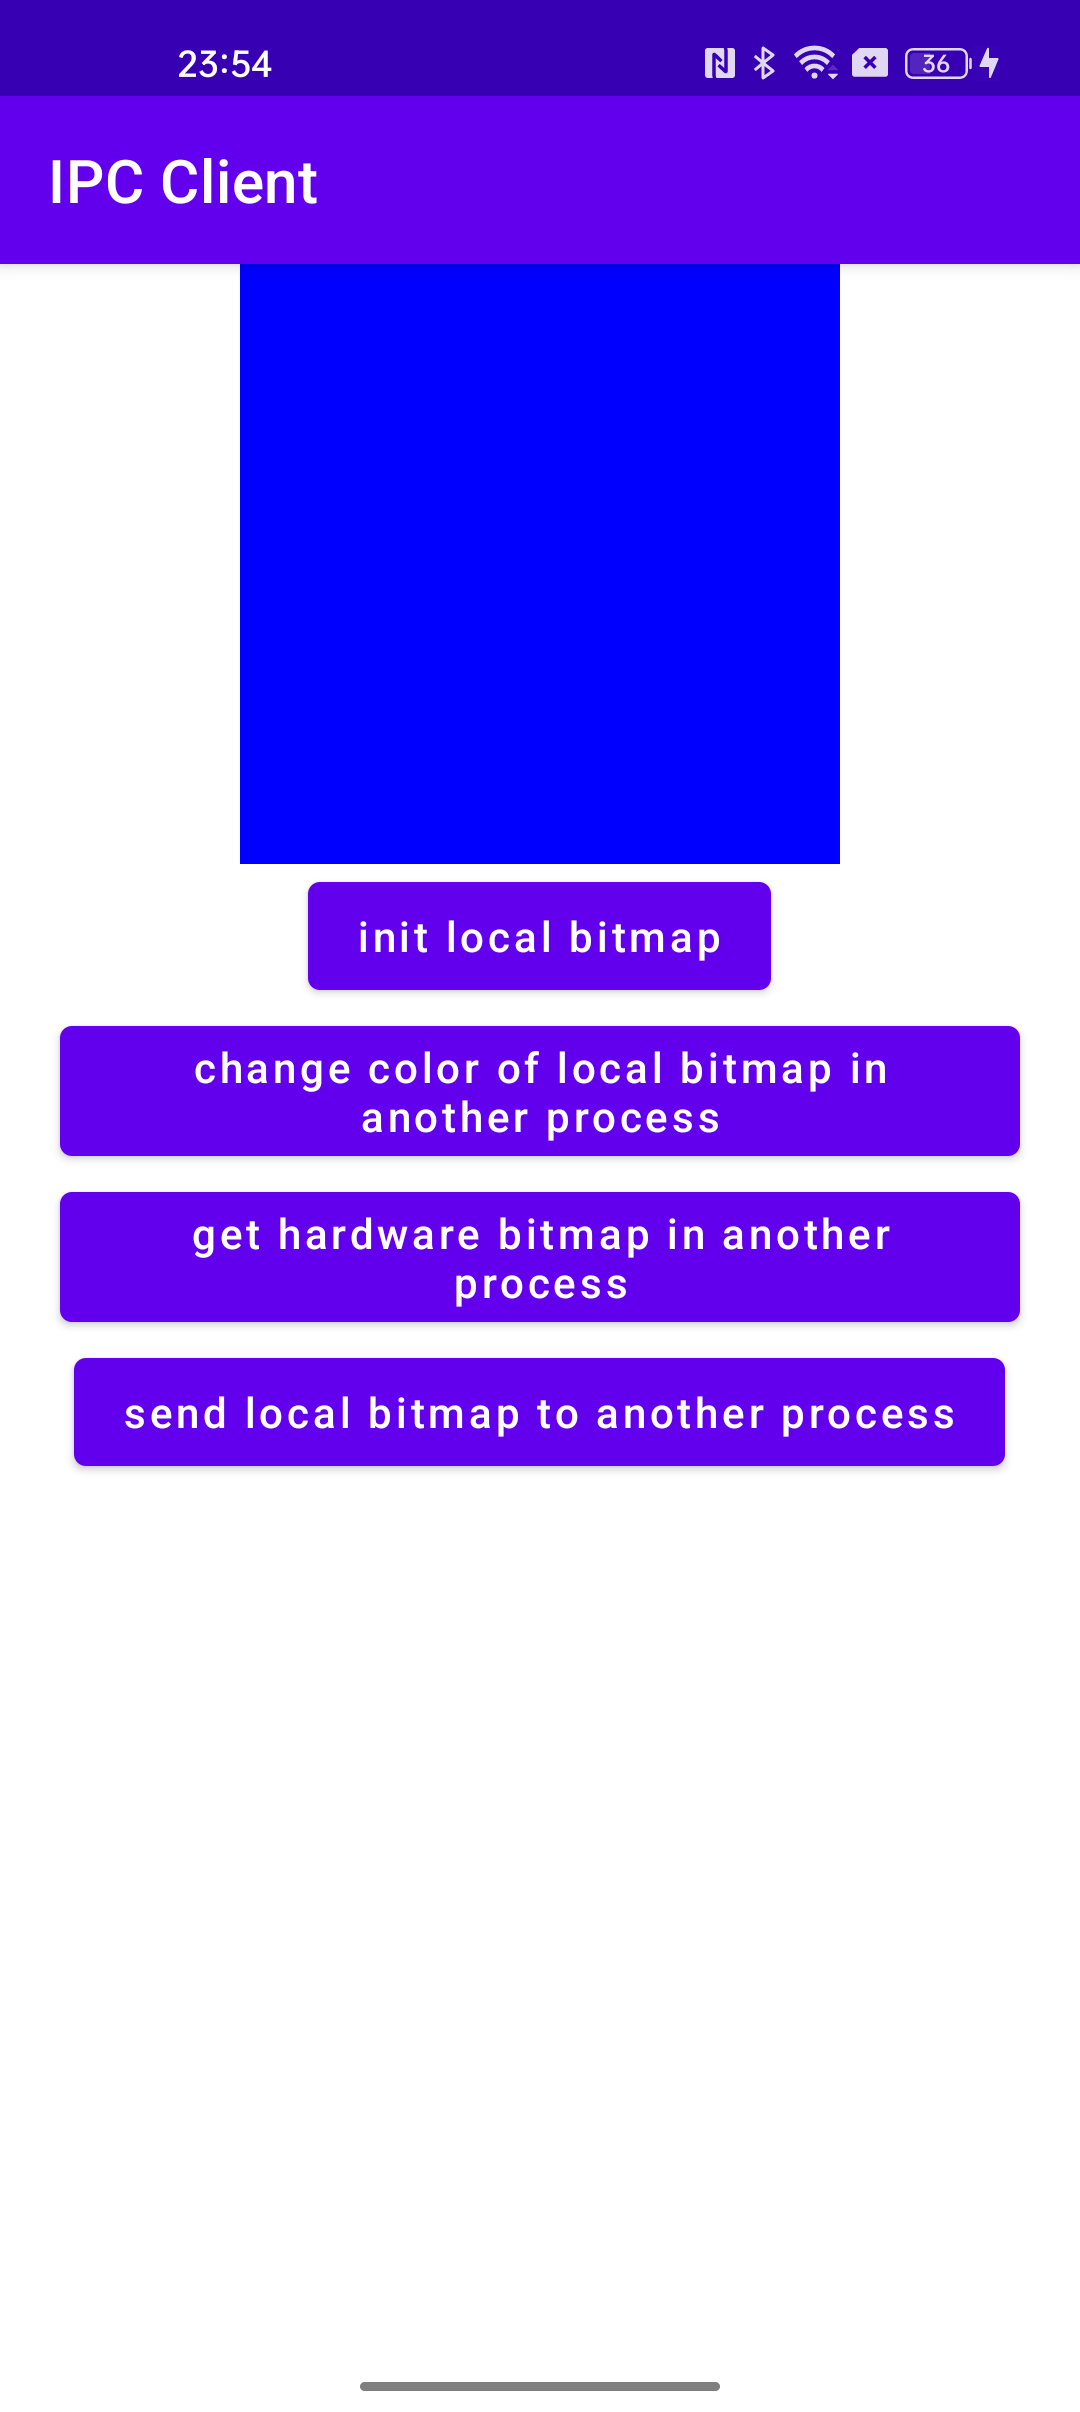 23:54
36
IPC Client
init local bitmap
change color of local bitmap in
another process
get hardware bitmap in another
process
send local bitmap to another process